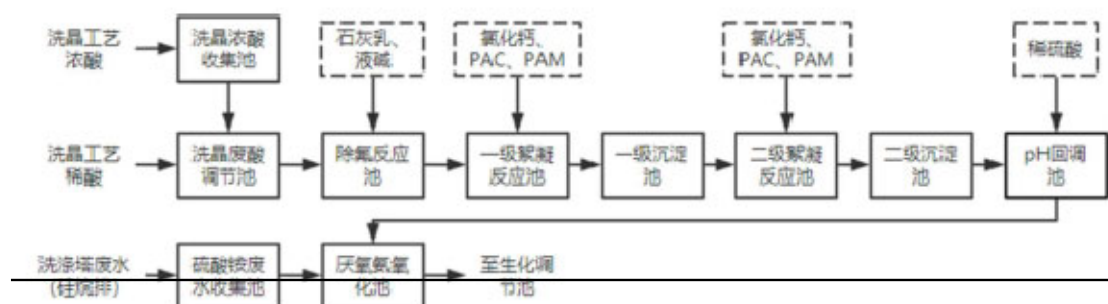 洗晶工艺
浓酸
洗晶浓酸
收集池
石灰乳、
液碱
氯化钙、
PAC、PAM
氯化钙、
PAC、PAM
稀硫酸
洗晶工艺
稀酸
洗晶废酸
调节池
除氟反应
池
一级絮凝
反应池
一级沉淀
池
二级絮凝
反应池
二级沉淀
池
pH回调
池
洗涤塔废水
(硅烷排)
硫酸铵废
水收集池
厌氧氨氧
化池
至生化调
节池